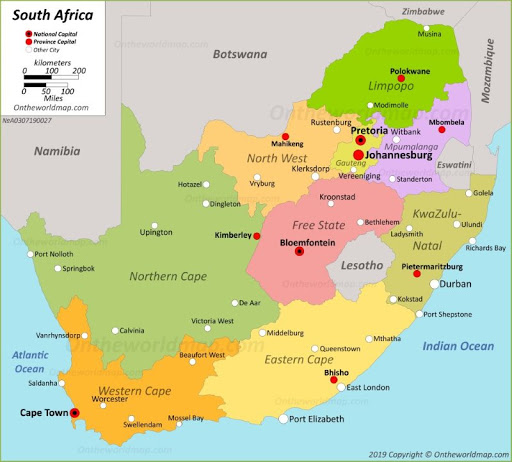 South Africa
National Capital
Province Capital
Other City
kilometers
0 100 200
0 50 100
Miles
Ontheworldmap.com
NeA0307190027
Zimbabwe
Botswana
Mozambique
Namibia
Eswatini
Lesotho
Atlantic
Ocean
Indian Ocean
Musina
Polokwane
Limpopo
Modimolle
Rustenburg
Pretoria
Witbank
Mbombela
Mpumalanga
Mahikeng
Johannesburg
North West
Gauteng
Klerksdorp
Vereeniging
Standerton
Hotazel
Vryburg
Kroonstad
Golela
Dingleton
KwaZulu-
Natal
Free State
Bethlehem
Ladysmith
Ulundi
Upington
Kimberley
Bloemfontein
Richards Bay
Port Nolloth
Springbok
Northern Cape
Pietermaritzburg
Durban
Kokstad
Port Shepstone
De Aar
Vanrhynsdorp
Calvinia
Victoria West
Middelburg
Mthatha
Queenstown
Eastern Cape
Beaufort West
Saldanha
Western Cape
Bhisho
East London
Cape Town
Worcester
Swellendam
Mossel Bay
Port Elizabeth
Ontheworldmap.com
Ontheworldmap.com
2019 Copyright © Ontheworldmap.com